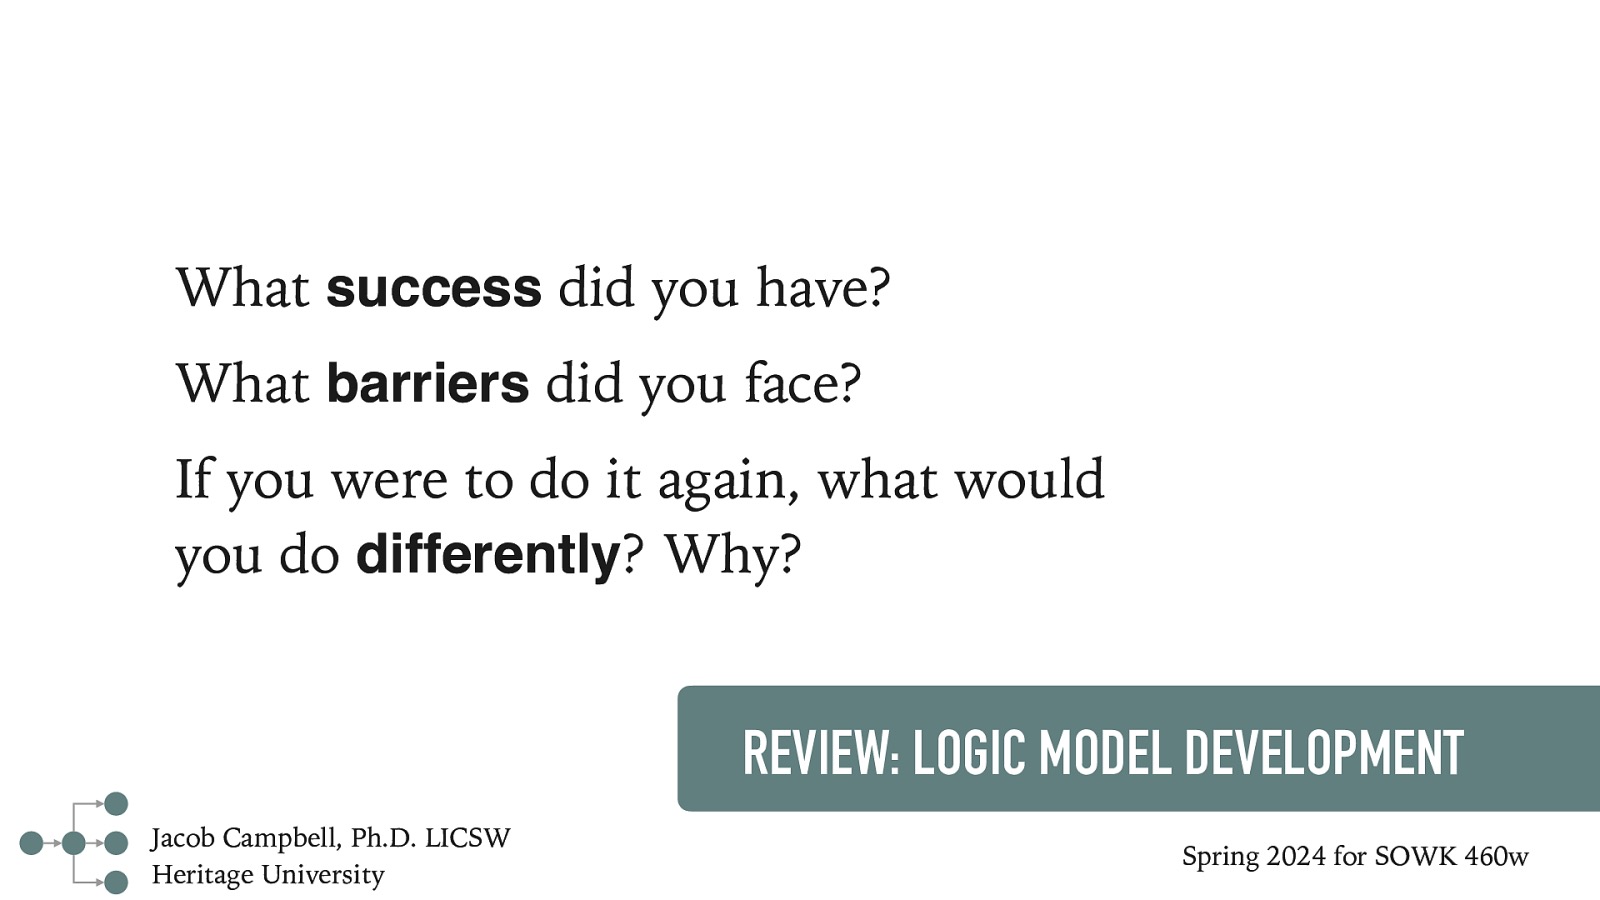 What success did you have?
What barriers did you face?
If you were to do it again, what would
you do differently? Why?
REVIEW: LOGIC MODEL DEVELOPMENT
Jacob Campbell, Ph.D. LICSW
Heritage University
Spring 2024 for SOWK 460w